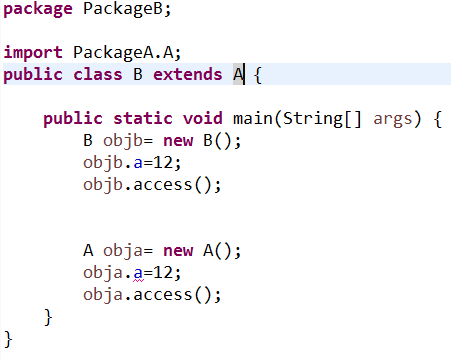 package PackageB;
import PackageA.A;
public class B extends A {
public static void main(String[] args) {
B objb= new B();
objb.a=12;
objb.access();
A obja= new A();
obja.a=12;
obja.access();
}
}